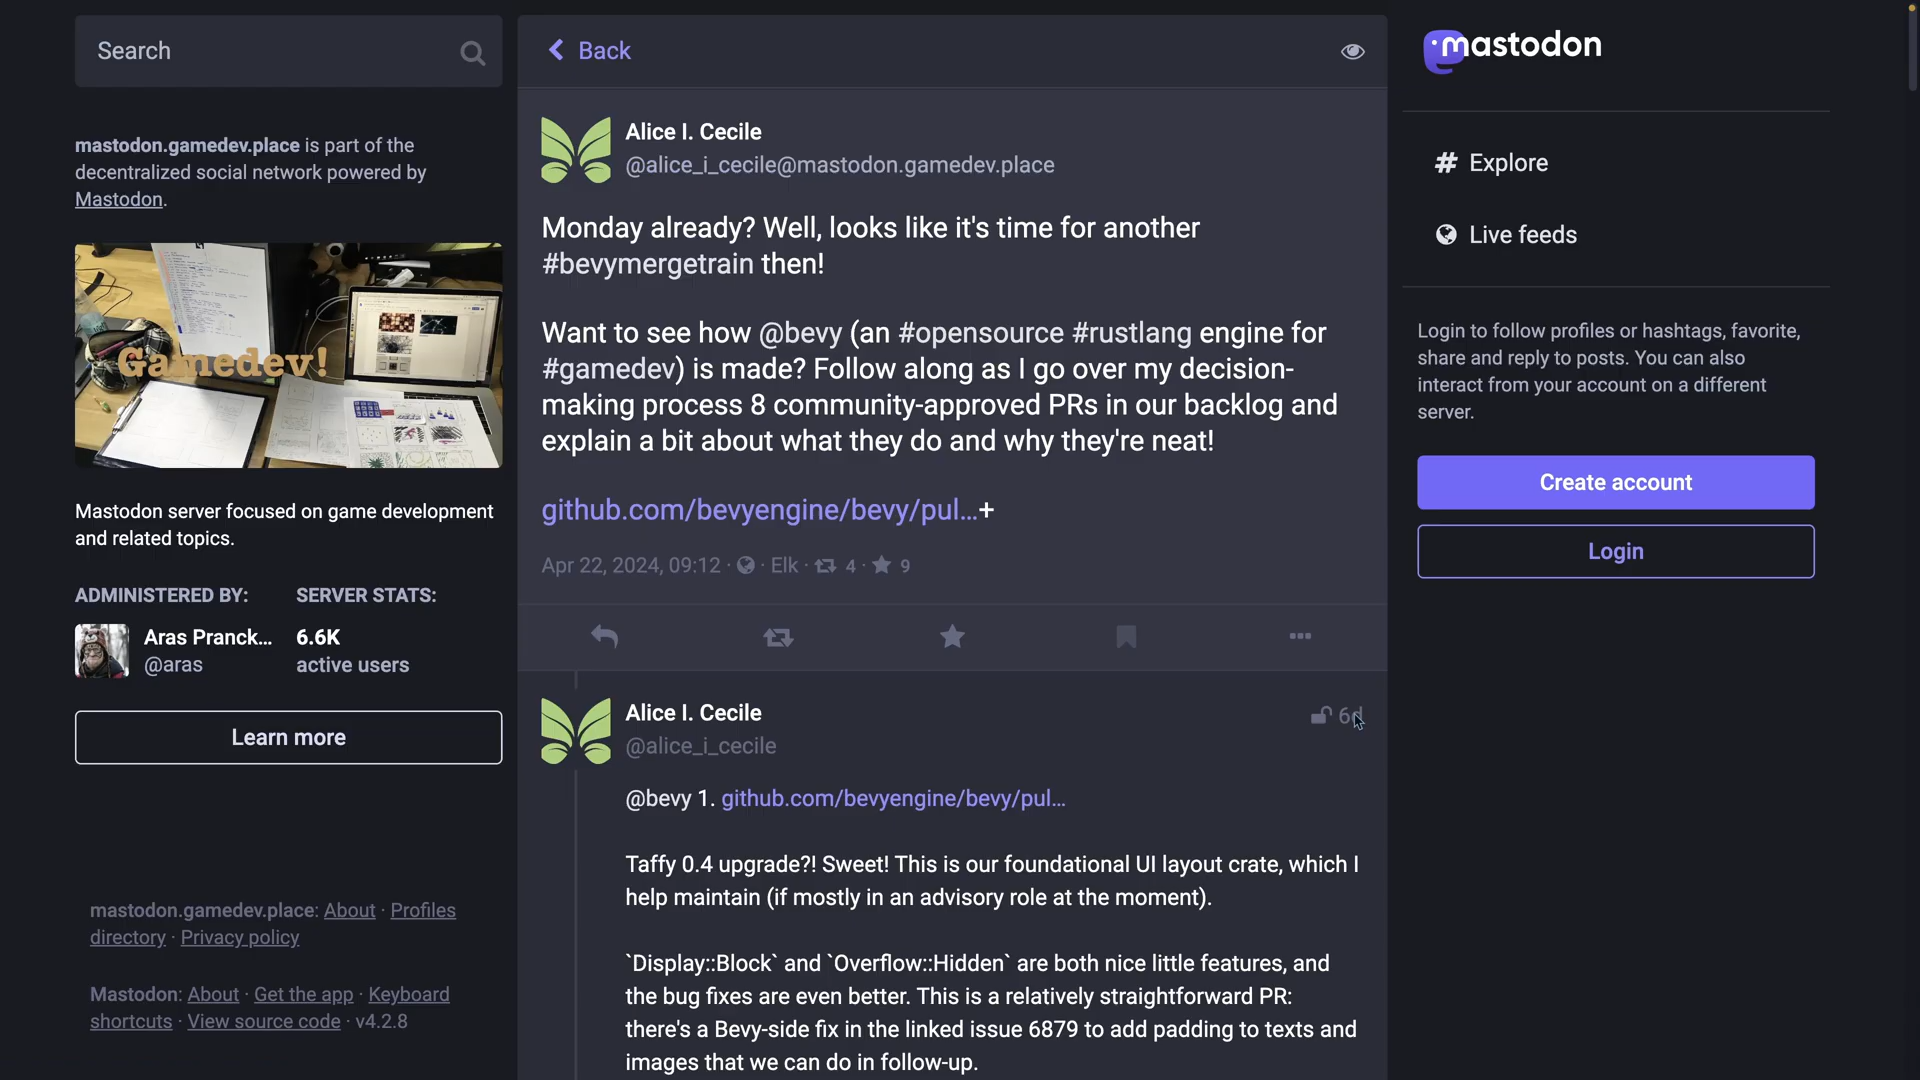 Search
mastodon.gamedev.place is part of the
decentralized social network powered by
Mastodon.
Gamedev!
Mastodon server focused on game development
and related topics.
ADMINISTERED BY:
Aras Pranck...
@aras
SERVER STATS:
6.6K
active users
Learn more
mastodon.gamedev.place: About · Profiles
directory · Privacy policy
Mastodon: About · Get the app · Keyboard
shortcuts · View source code · v4.2.8
Back
Alice I. Cecile
@alice_i_cecile@mastodon.gamedev.place
Monday already? Well, looks like it's time for another
#bevymergetrain then!
Want to see how @bevy (an #opensource #rustlang engine for
#gamedev) is made? Follow along as I go over my decision-
making process 8 community-approved PRs in our backlog and
explain a bit about what they do and why they're neat!
github.com/bevyengine/bevy/pul...+
Apr 22, 2024, 09:12 · Elk · 4 · 9
Alice I. Cecile
@alice_i_cecile
6d
@bevy 1. github.com/bevyengine/bevy/pul...
Taffy 0.4 upgrade?! Sweet! This is our foundational UI layout crate, which I
help maintain (if mostly in an advisory role at the moment).
`Display::Block` and `Overflow::Hidden` are both nice little features, and
the bug fixes are even better. This is a relatively straightforward PR:
there's a Bevy-side fix in the linked issue 6879 to add padding to texts and
images that we can do in follow-up.
mastodon
# Explore
Live feeds
Login to follow profiles or hashtags, favorite,
share and reply to posts. You can also
interact from your account on a different
server.
Create account
Login